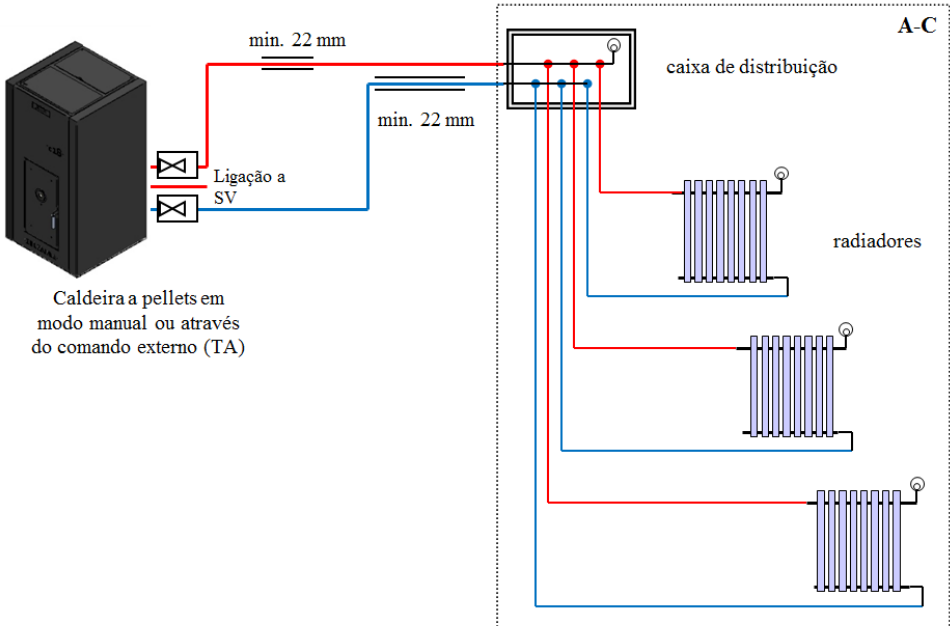 A-C
min. 22 mm
caixa de distribuição
min. 22 mm
Ligação a
SV
radiadores
Caldeira a pellets em
modo manual ou através
do comando externo (TA)